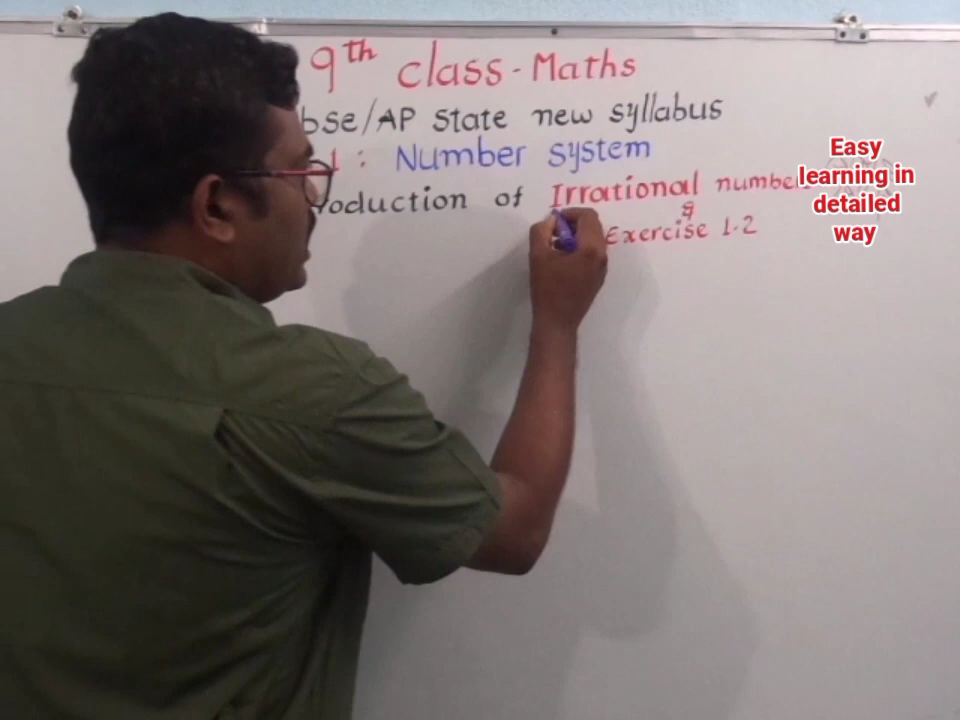 9th class - Maths
bse/AP state new syllabus
1 : Number system
roduction of Irrational number
&
Exercise 1.2
Easy
learning in
detailed
way